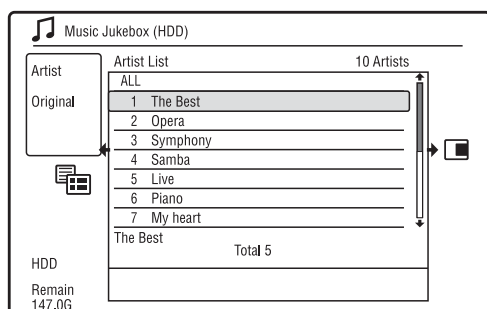 Music Jukebox (HDD)
Artist
Original
Artist List 10 Artists
ALL
1 The Best
2 Opera
3 Symphony
4 Samba
5 Live
6 Piano
7 My heart
The Best
Total 5
HDD
Remain
147.0G